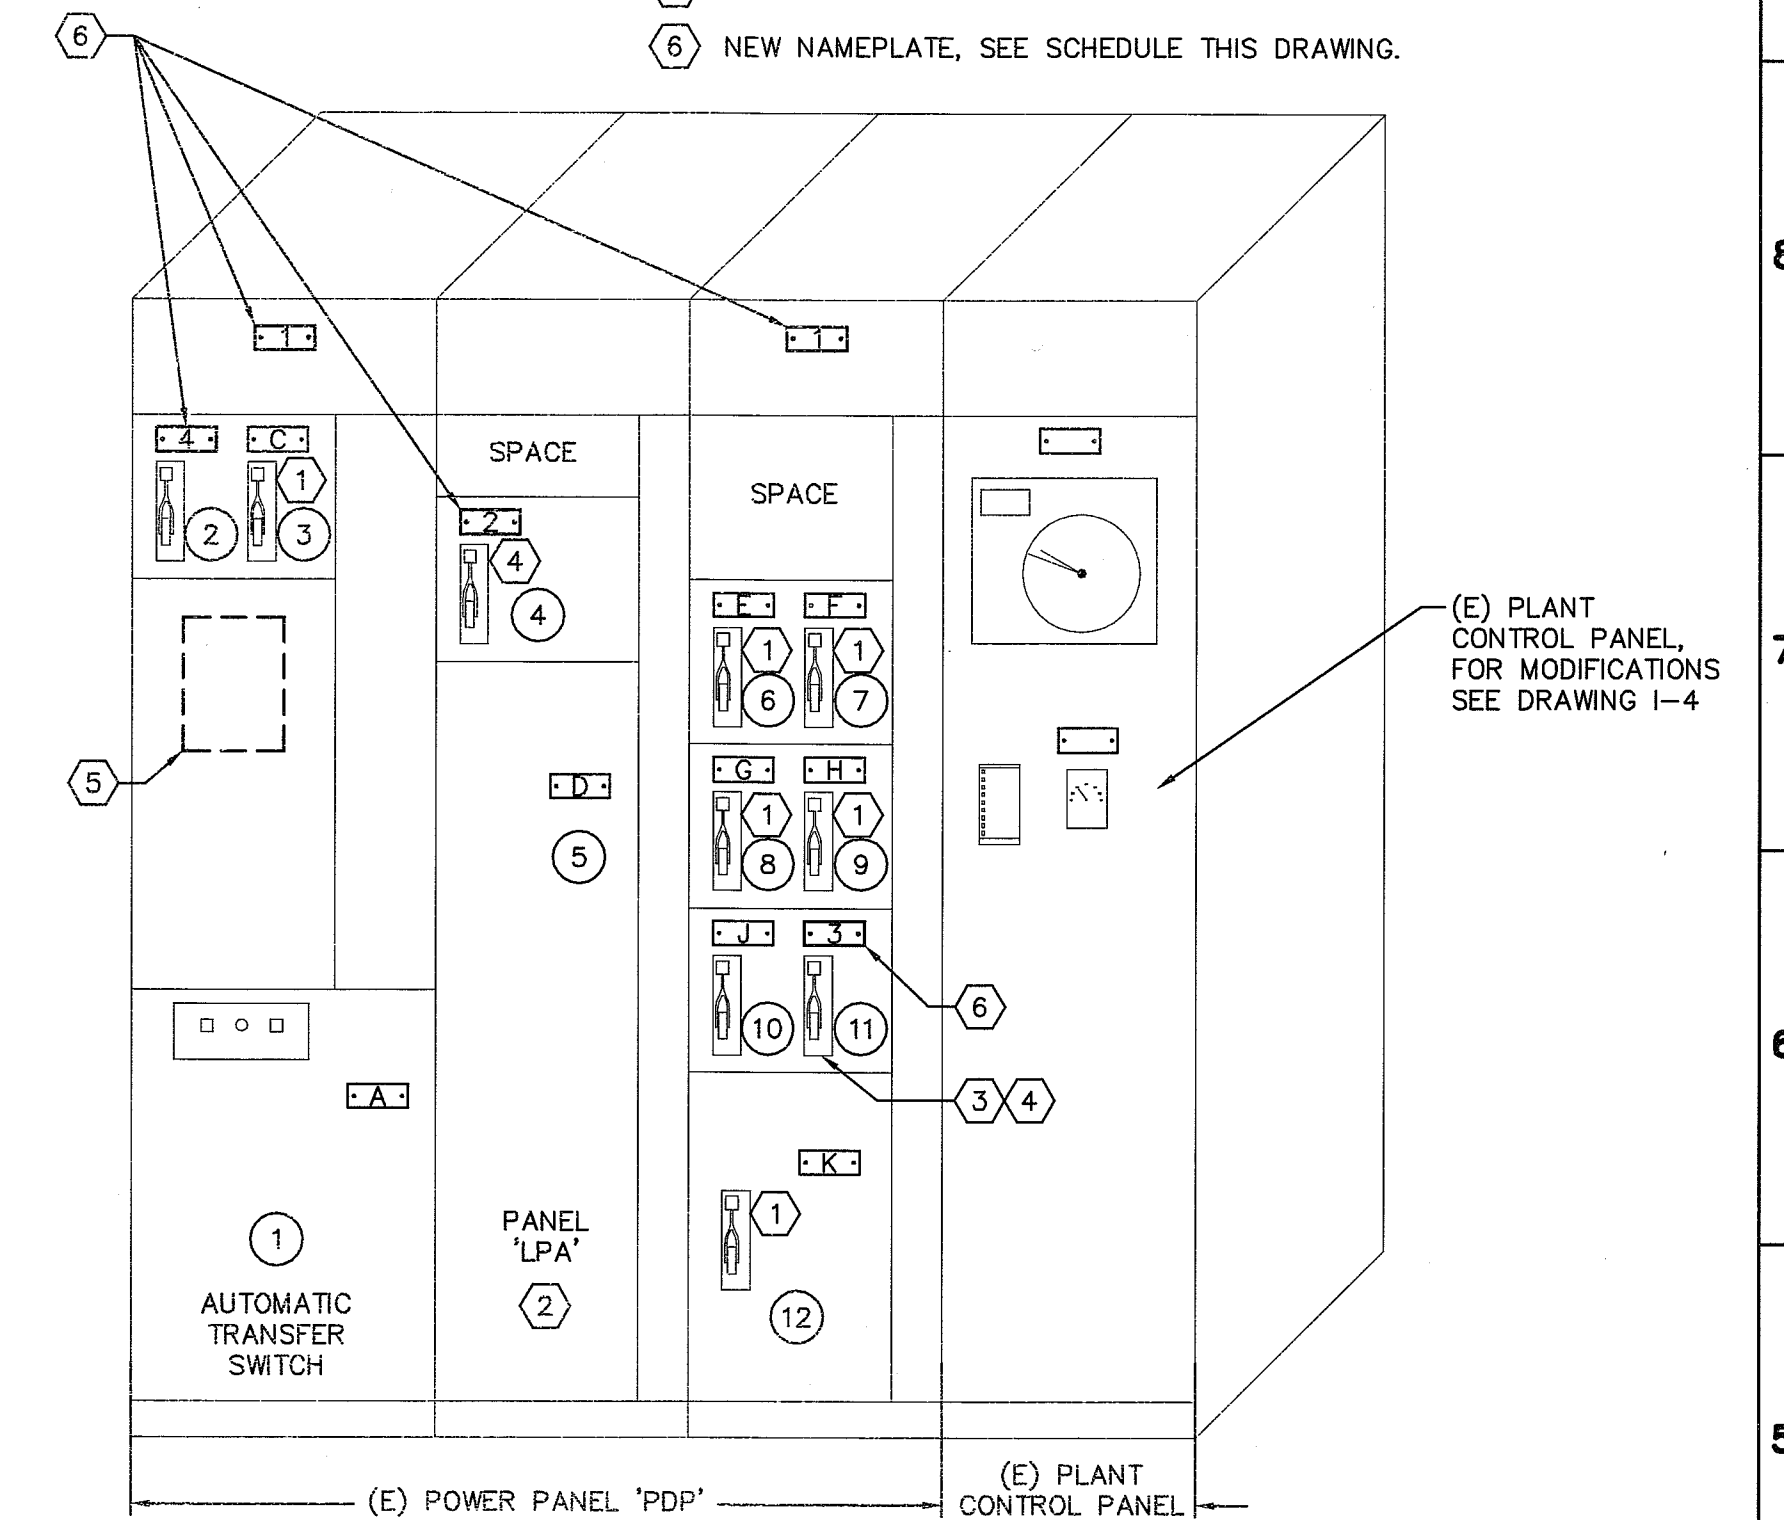 6
6 NEW NAMEPLATE, SEE SCHEDULE THIS DRAWING.
1
1
4
C
1
2
3
SPACE
2
4
4
SPACE
E
F
1
1
6
7
(E) PLANT
CONTROL PANEL,
FOR MODIFICATIONS
SEE DRAWING I-4
5
D
5
G
H
1
1
8
9
J
3
10
11
6
3
4
A
K
1
1
AUTOMATIC
TRANSFER
SWITCH
PANEL
'LPA'
2
12
(E) POWER PANEL 'PDP'
(E) PLANT
CONTROL PANEL
7
6